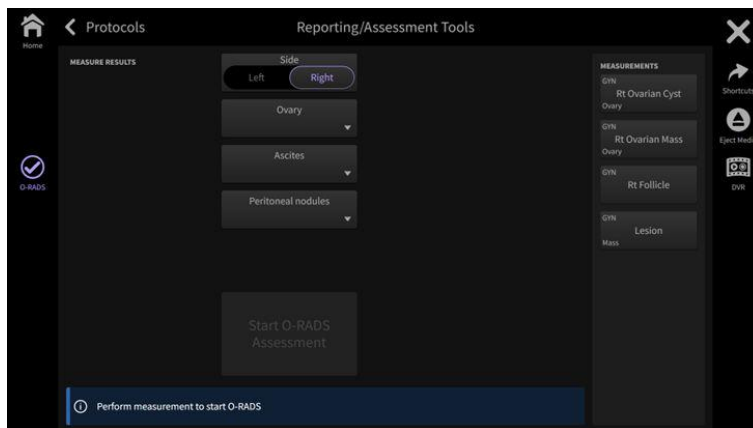 Home
Protocols
Reporting/Assessment Tools
MEASURE RESULTS
Side
Left
Right
Ovary
Ascites
Peritoneal nodules
Start O-RADS
Assessment
Perform measurement to start O-RADS
O-RADS
MEASUREMENTS
GYN
Rt Ovarian Cyst
Ovary
GYN
Rt Ovarian Mass
Ovary
GYN
Rt Follicle
GYN
Lesion
Mass
Shortcuts
Eject Medi
DVR